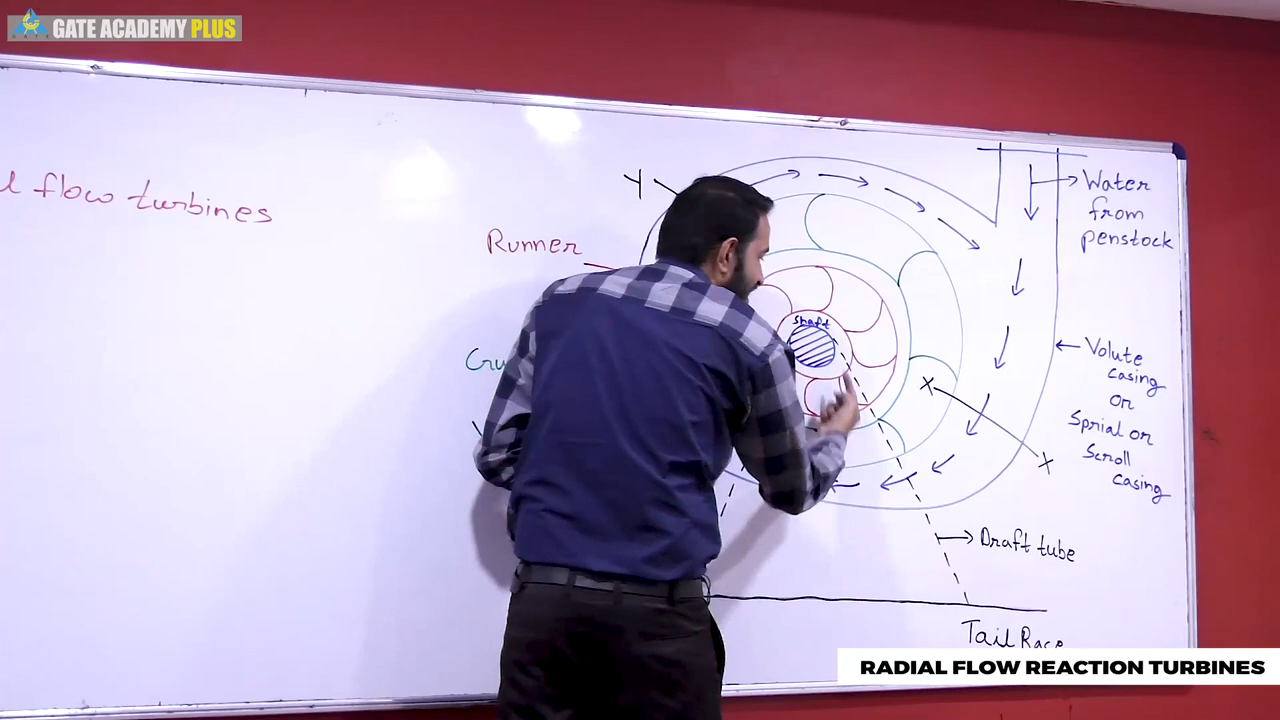 GATE ACADEMY PLUS
flow turbines
Runner
Y
Shaft
X
X
Water
from
penstock
Volute
casing
or
Sprial or
Scroll
casing
Draft tube
Tail Race
RADIAL FLOW REACTION TURBINES